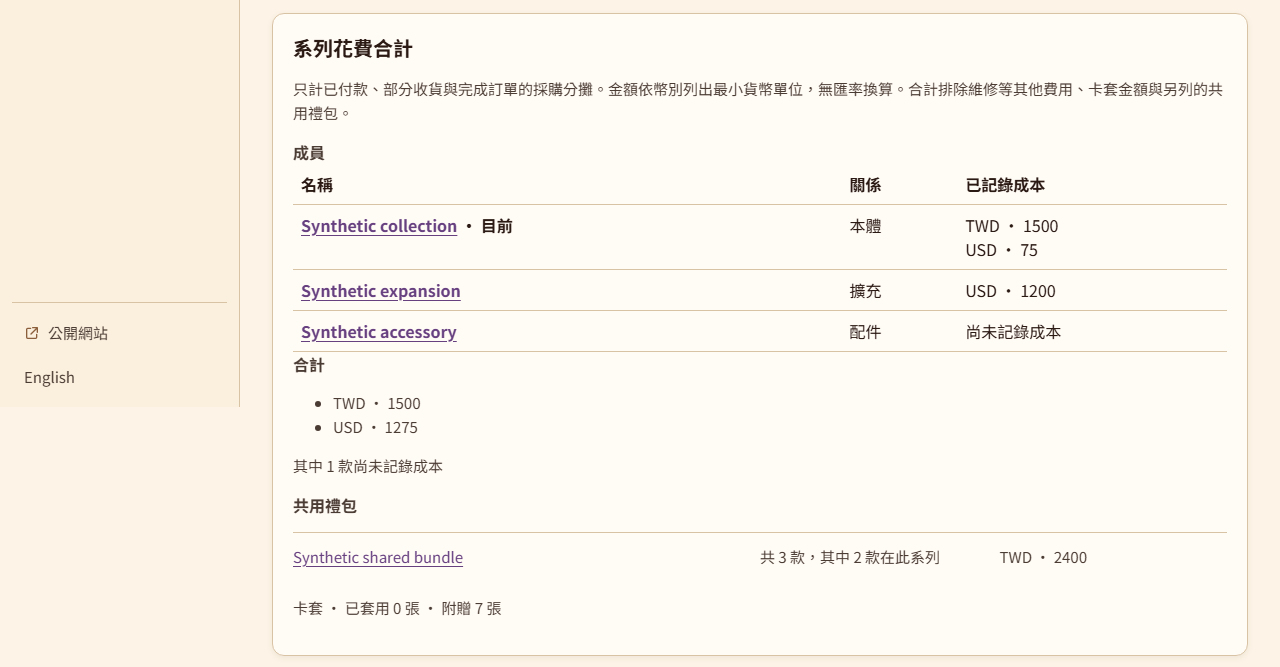 系列花費合計
只計已付款、部分收貨與完成訂單的採購分攤。金額依幣別列出最小貨幣單位，無匯率換算。合計排除維修等其他費用、卡套金額與另列的共
用禮包。
成員
名稱 關係 已記錄成本
Synthetic collection • 目前 本體 TWD • 1500
USD • 75
Synthetic expansion 擴充 USD • 1200
Synthetic accessory 配件 尚未記錄成本
合計
• TWD • 1500
• USD • 1275
其中 1 款尚未記錄成本
共用禮包
Synthetic shared bundle 共 3 款，其中 2 款在此系列 TWD • 2400
卡套 • 已套用 0 張 • 附贈 7 張
公開網站
English